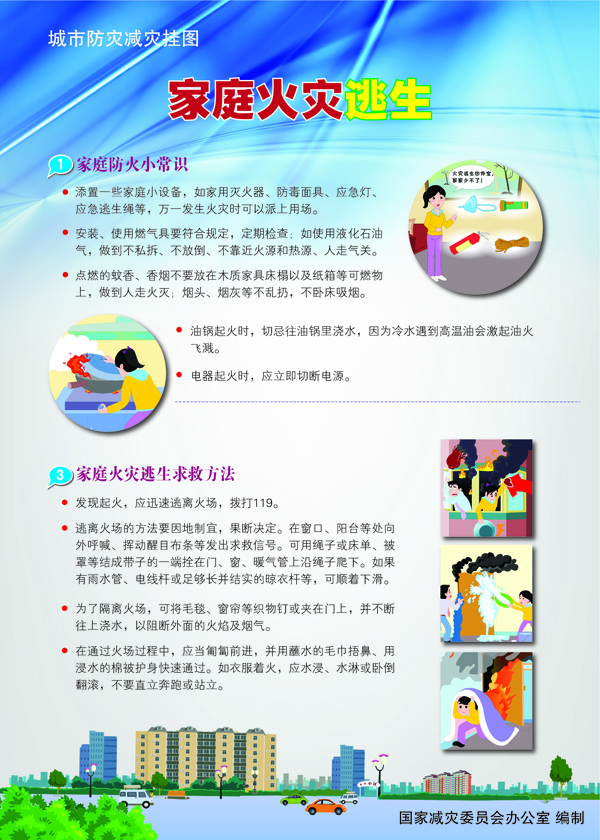 城市防灾减灾挂图
家庭火灾逃生
1 家庭防火小常识
• 添置一些家庭小设备，如家用灭火器、防毒面具、应急灯、
应急逃生绳等，万一发生火灾时可以派上用场。
• 安装、使用燃气具要符合规定，定期检查；如使用液化石油
气，做到不私拆、不放倒、不靠近火源和热源、人走气关。
• 点燃的蚊香、香烟不要放在木质家具床榻以及纸箱等可燃物
上，做到人走火灭；烟头、烟灰等不乱扔，不卧床吸烟。
火灾逃生四件宝，
家家少不了！
• 油锅起火时，切忌往油锅里浇水，因为冷水遇到高温油会激起油火
飞溅。
• 电器起火时，应立即切断电源。
3 家庭火灾逃生求救方法
• 发现起火，应迅速逃离火场，拨打119。
• 逃离火场的方法要因地制宜，果断决定。在窗口、阳台等处向
外呼喊、挥动醒目布条等发出求救信号。可用绳子或床单、被
罩等结成带子的一端拴在门、窗、暖气管上沿绳子爬下。如果
有雨水管、电线杆或足够长并结实的晾衣杆等，可顺着下滑。
• 为了隔离火场，可将毛毯、窗帘等织物钉或夹在门上，并不断
往上浇水，以阻断外面的火焰及烟气。
• 在通过火场过程中，应当匍匐前进，并用蘸水的毛巾捂鼻、用
浸水的棉被护身快速通过。如衣服着火，应水浸、水淋或卧倒
翻滚，不要直立奔跑或站立。
国家减灾委员会办公室 编制